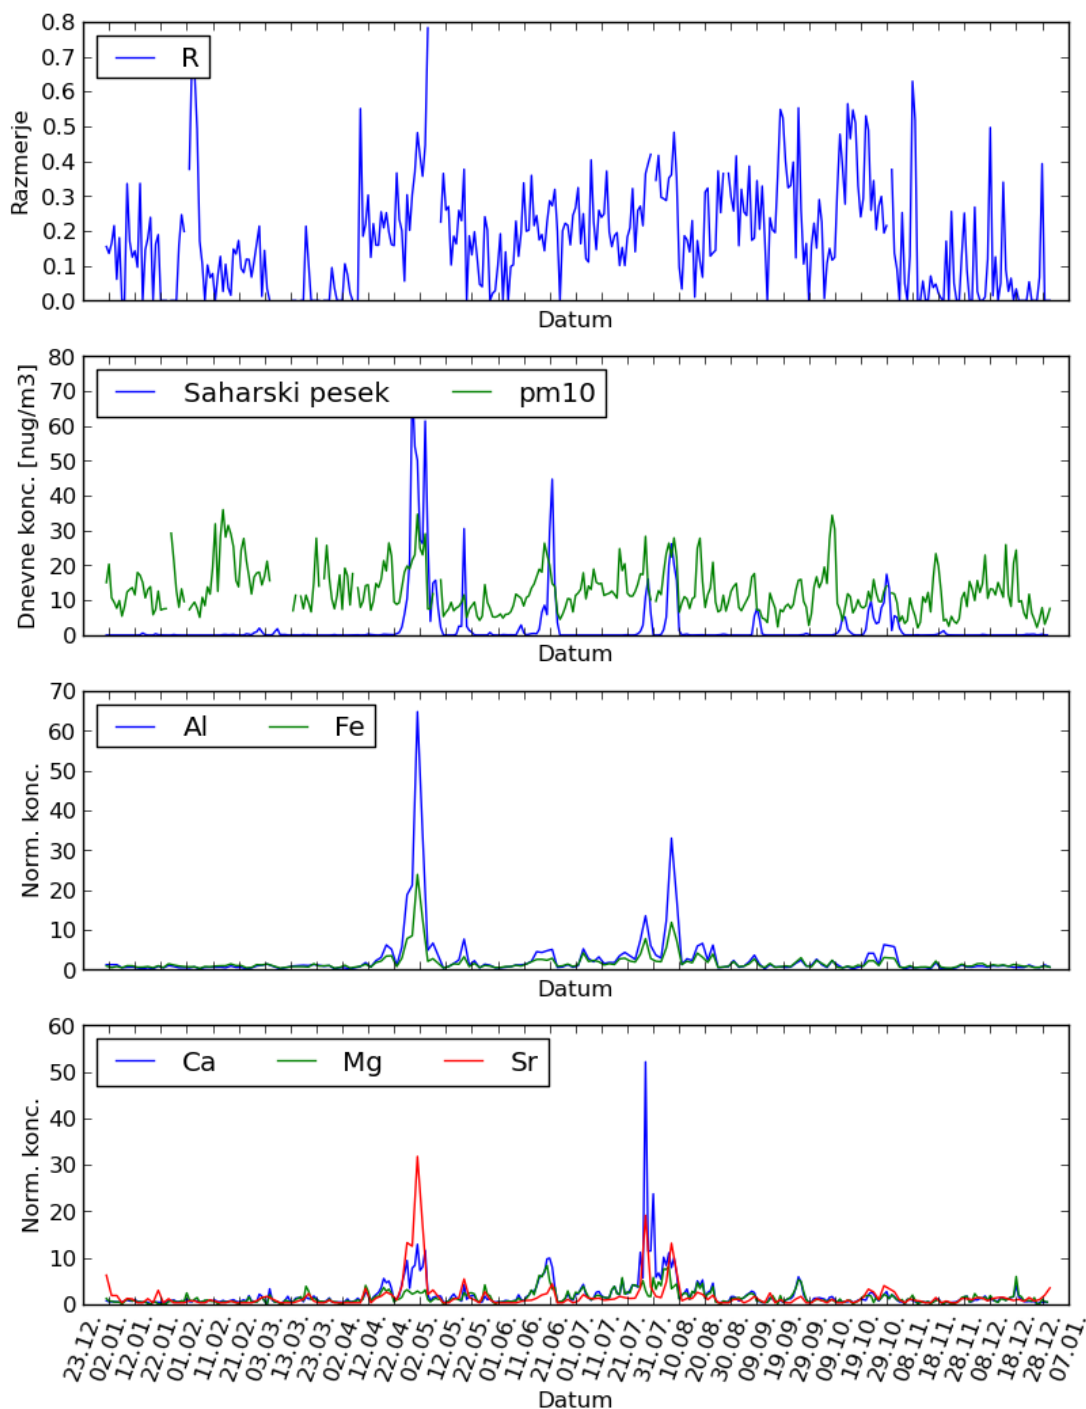 0.8
0.7
0.6
0.5
0.4
0.3
0.2
0.1
0.0
Razmerje
R
Datum
80
70
60
50
40
30
20
10
0
Dnevne konc. [nug/m3]
Saharski pesek pm10
Datum
70
60
50
40
30
20
10
0
Norm. konc.
Al Fe
Datum
60
50
40
30
20
10
0
Norm. konc.
Ca Mg Sr
23.12. 02.01. 12.01. 22.01. 01.02. 11.02. 21.02. 03.03. 13.03. 23.03. 02.04. 12.04. 22.04. 02.05. 12.05. 22.05. 01.06. 11.06. 21.06. 01.07. 11.07. 21.07. 31.07. 10.08. 20.08. 30.08. 09.09. 19.09. 29.09. 09.10. 19.10. 29.10. 08.11. 18.11. 28.11. 08.12. 18.12. 28.12. 07.01.
Datum